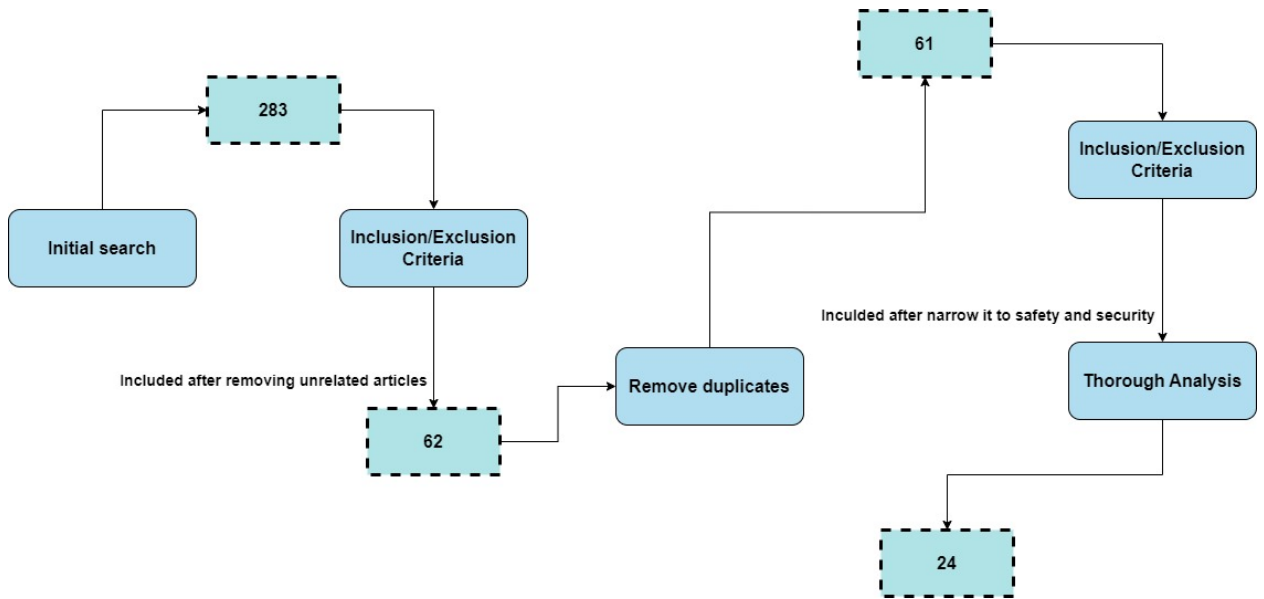 Initial search
283
Inclusion/Exclusion
Criteria
Included after removing unrelated articles
62
Remove duplicates
61
Inclusion/Exclusion
Criteria
Inculded after narrow it to safety and security
Thorough Analysis
24